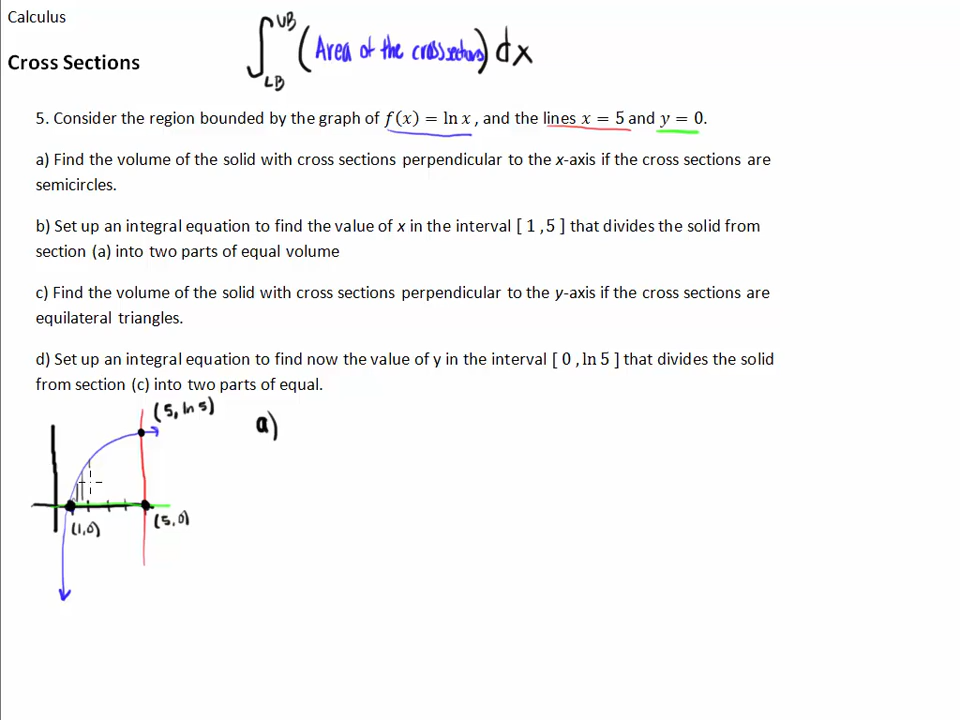 Calculus
Cross Sections
∫ UB LB (Area of the cross sections) dx
5. Consider the region bounded by the graph of f(x) = ln x , and the lines x = 5 and y = 0.
a) Find the volume of the solid with cross sections perpendicular to the x-axis if the cross sections are
semicircles.
b) Set up an integral equation to find the value of x in the interval [ 1 ,5 ] that divides the solid from
section (a) into two parts of equal volume
c) Find the volume of the solid with cross sections perpendicular to the y-axis if the cross sections are
equilateral triangles.
d) Set up an integral equation to find now the value of y in the interval [ 0 , ln 5 ] that divides the solid
from section (c) into two parts of equal.
(5, ln 5)
a)
(1,0)
(5,0)